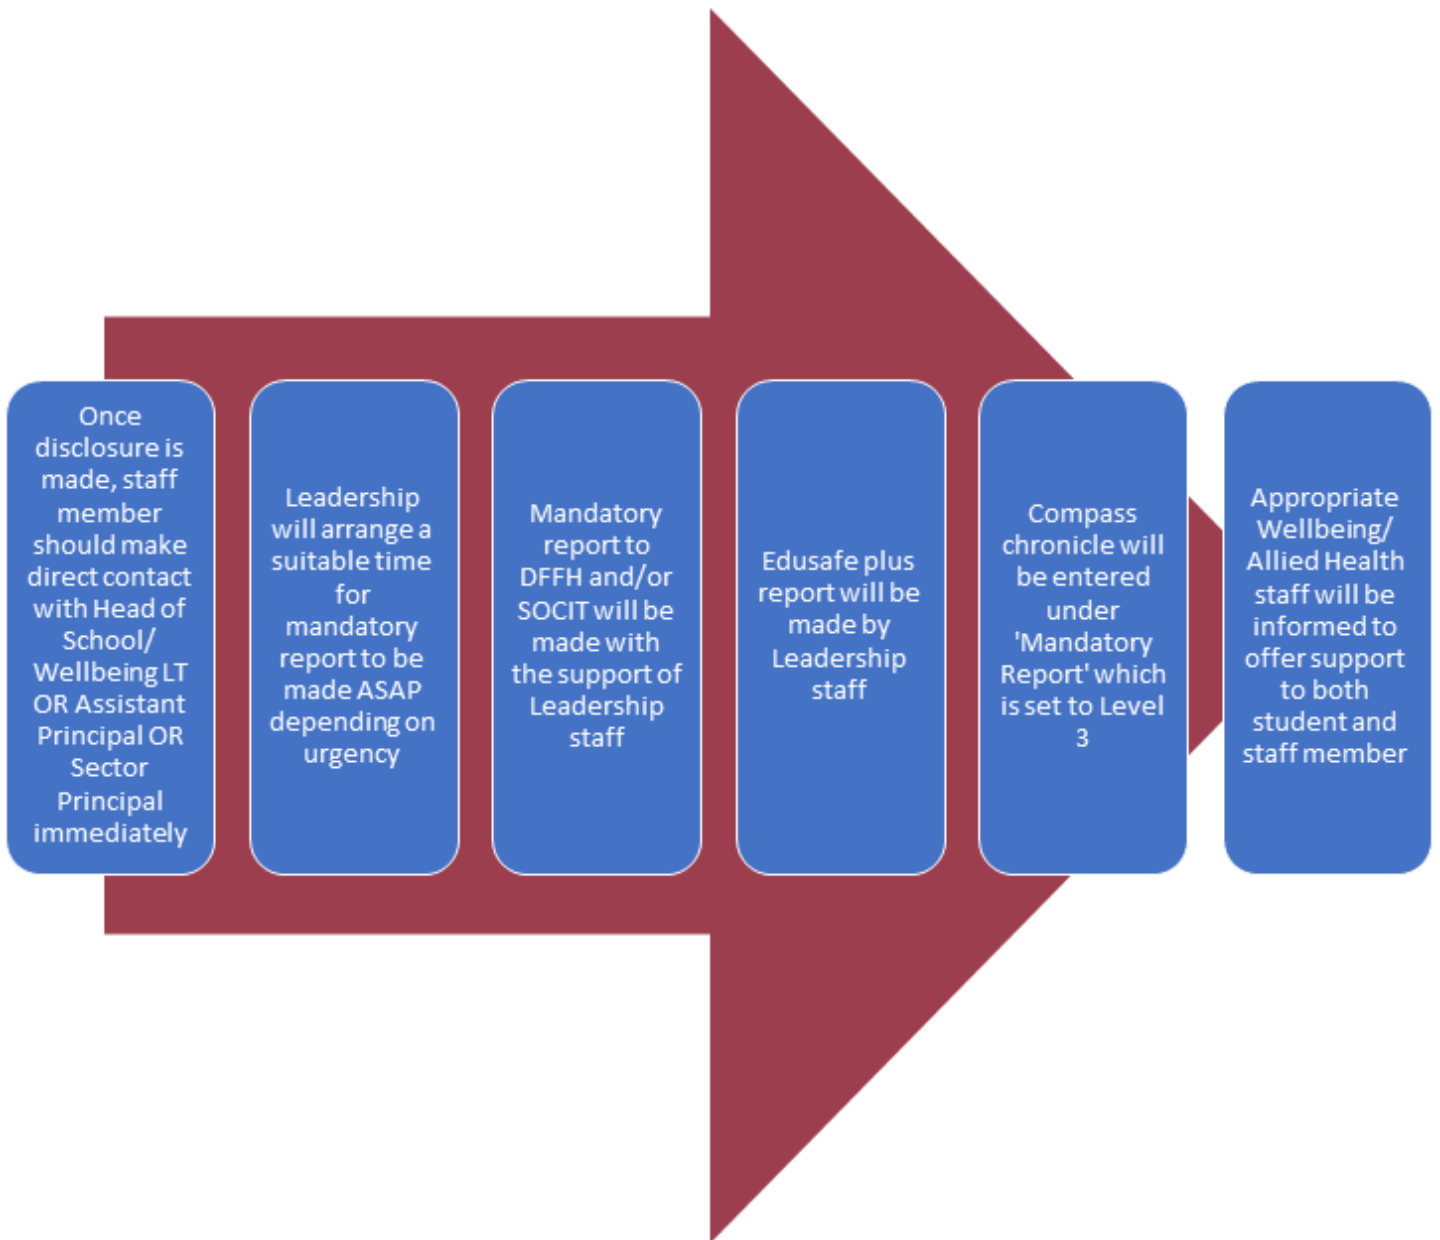 Once
disclosure is
made, staff
member
should make
direct contact
with Head of
School/
Wellbeing LT
OR Assistant
Principal OR
Sector
Principal
immediately
Leadership
will arrange a
suitable time
for
mandatory
report to be
made ASAP
depending on
urgency
Mandatory
report to
DFFH and/or
SOCIT will be
made with
the support of
Leadership
staff
Edusafe plus
report will be
made by
Leadership
staff
Compass
chronicle will
be entered
under
'Mandatory
Report' which
is set to Level
3
Appropriate
Wellbeing/
Allied Health
staff will be
informed to
offer support
to both
student and
staff member